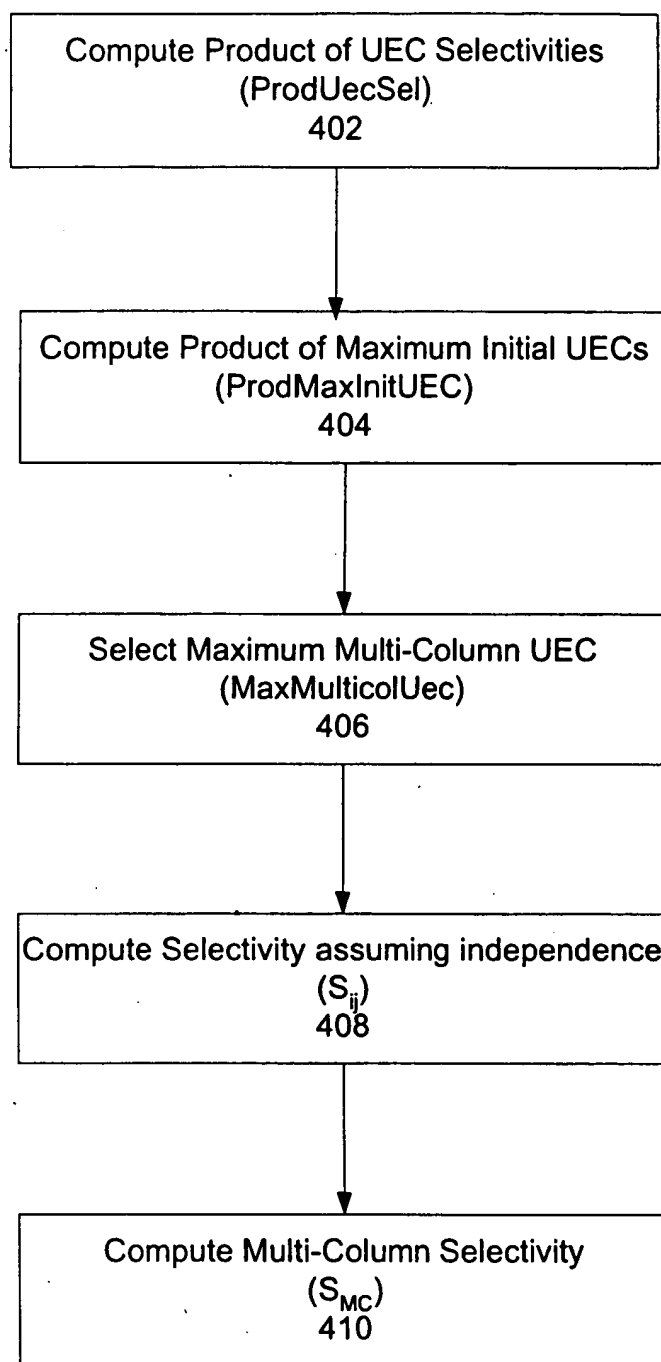 Compute Product of UEC Selectivities
(ProdUecSel)
402
Compute Product of Maximum Initial UECs
(ProdMaxInitUEC)
404
Select Maximum Multi-Column UEC
(MaxMulticolUec)
406
Compute Selectivity assuming independence
(Sij)
408
Compute Multi-Column Selectivity
(SMC)
410